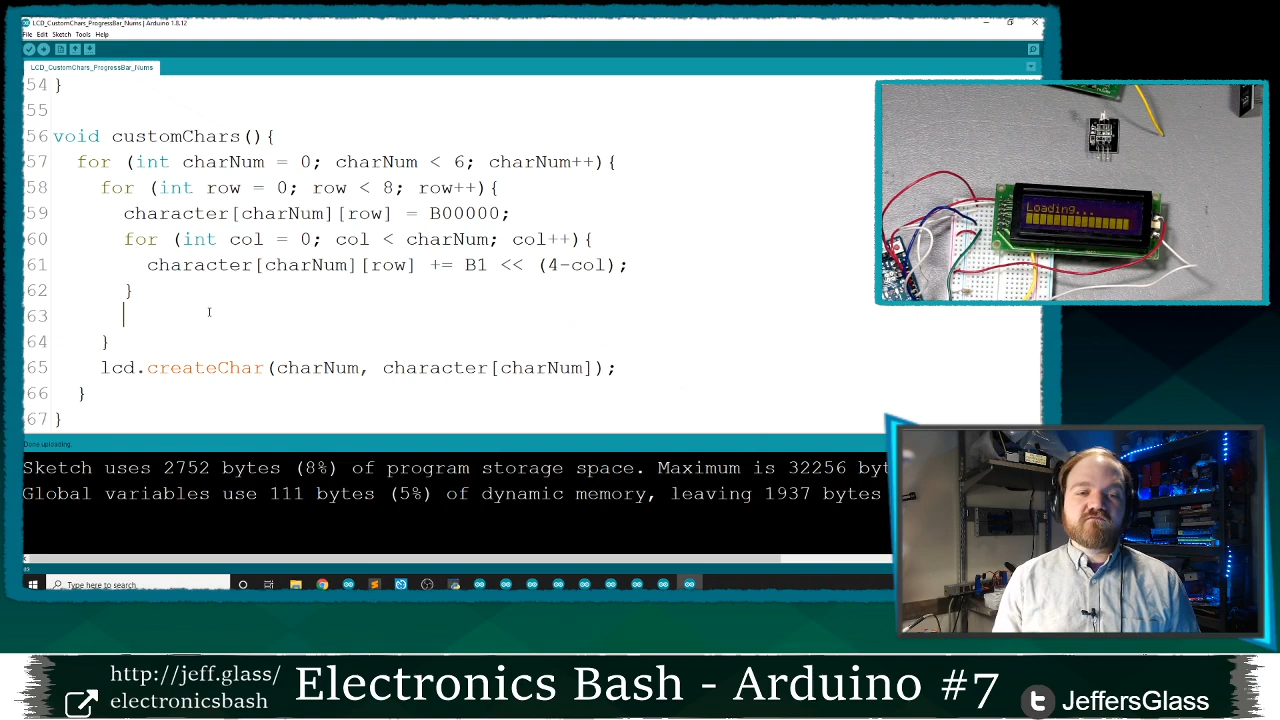 LCD_CustomChars_ProgressBar_Nums | Arduino 1.8.12
File Edit Sketch Tools Help
LCD_CustomChars_ProgressBar_Nums
54 }
55
56 void customChars(){
57 for (int charNum = 0; charNum < 6; charNum++){
58 for (int row = 0; row < 8; row++){
59 character[charNum][row] = B00000;
60 for (int col = 0; col < charNum; col++){
61 character[charNum][row] += B1 << (4-col);
62 }
63
64 }
65 lcd.createChar(charNum, character[charNum]);
66 }
67 }
Done uploading.
Sketch uses 2752 bytes (8%) of program storage space. Maximum is 32256 byt
Global variables use 111 bytes (5%) of dynamic memory, leaving 1937 bytes
Type here to search
Loading...
http://jeff.glass/
electronicsbash
Electronics Bash - Arduino #7
JeffersGlass